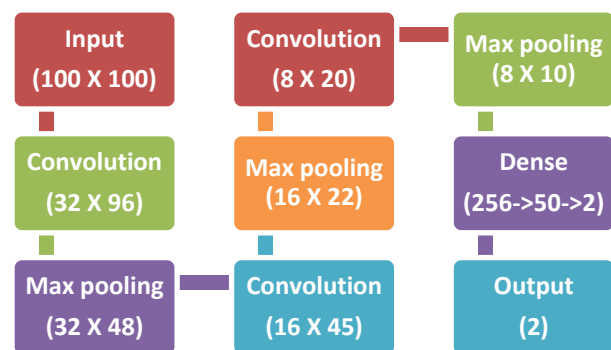 Input
(100 X 100)
Convolution
(32 X 96)
Max pooling
(32 X 48)
Convolution
(16 X 45)
Max pooling
(16 X 22)
Convolution
(8 X 20)
Max pooling
(8 X 10)
Dense
(256->50->2)
Output
(2)